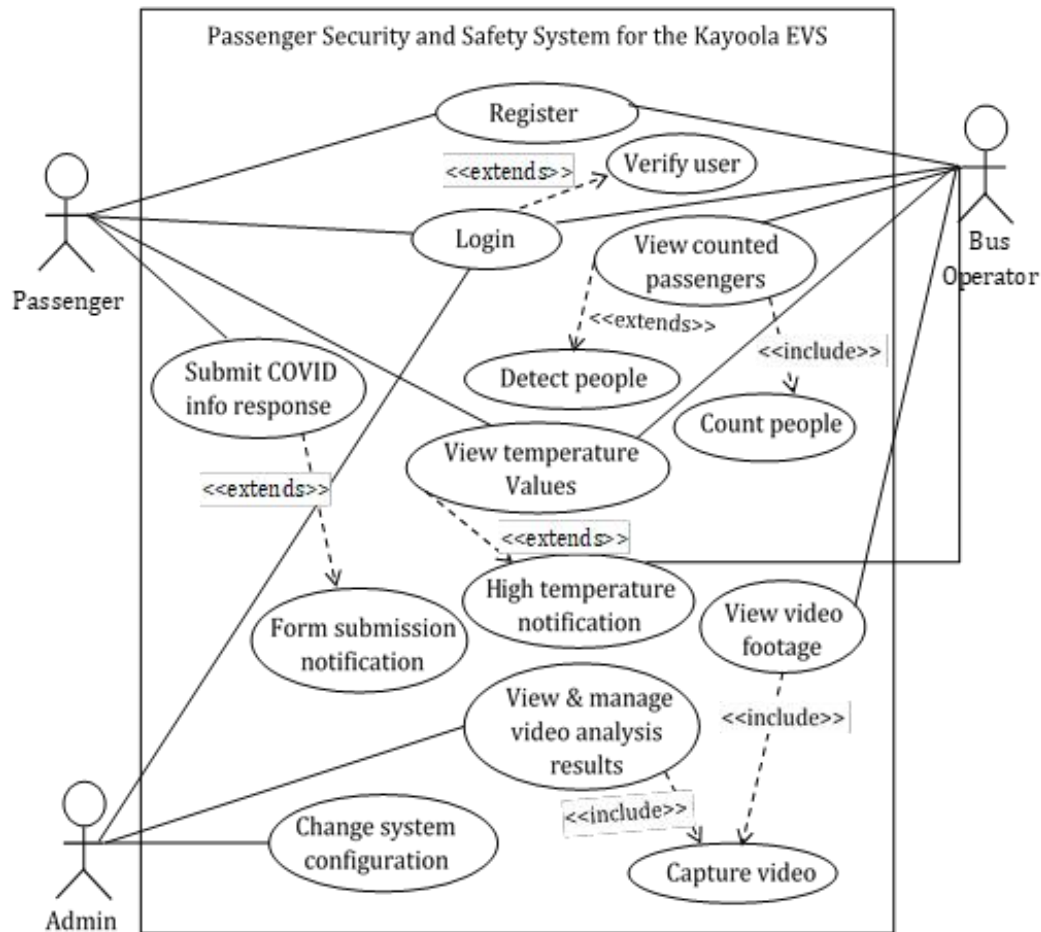 Passenger Security and Safety System for the Kayoola EVS
Register
<<extends>>
Verify user
Login
View counted
passengers
Bus
Operator
Passenger
<<extends>>
<<include>>
Submit COVID
info response
Detect people
Count people
View temperature
Values
<<extends>>
<<extends>>
High temperature
notification
View video
footage
Form submission
notification
View & manage
video analysis
results
<<include>>
<<include>>
Change system
configuration
Capture video
Admin